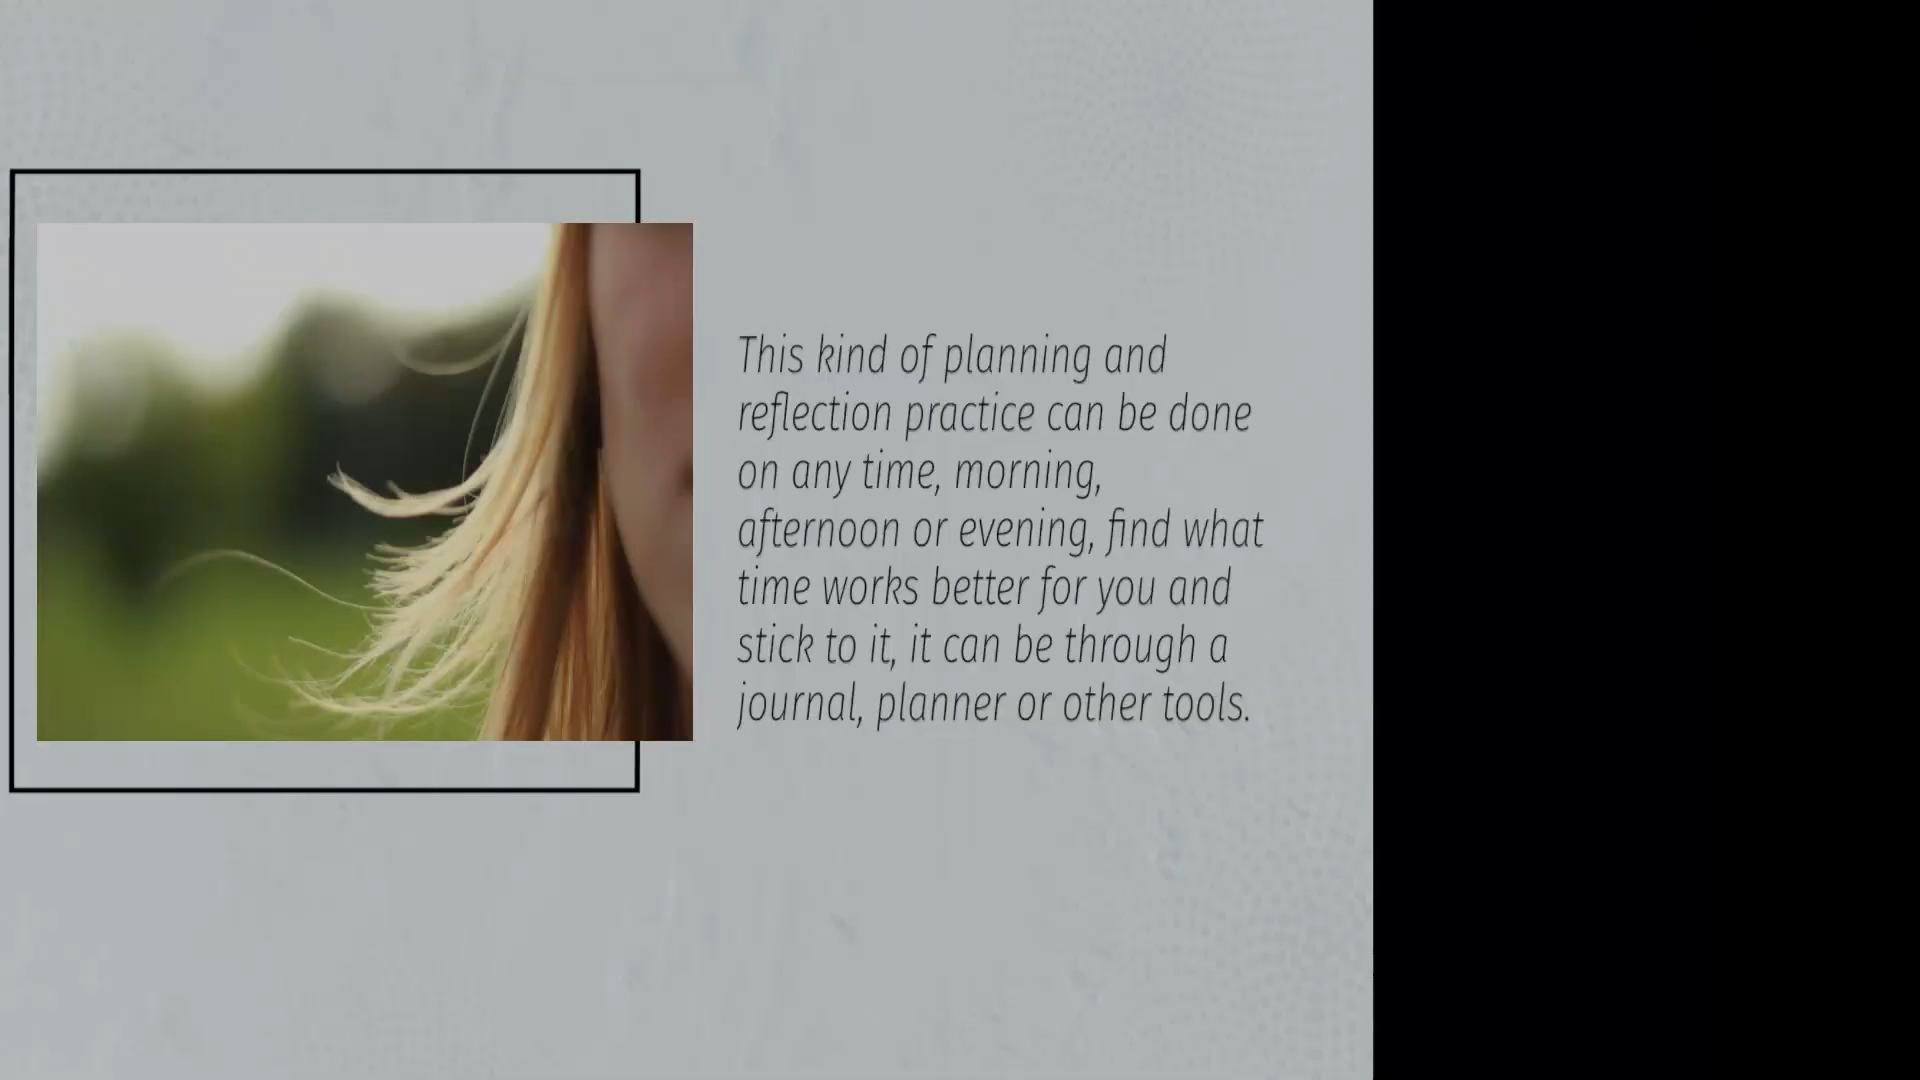 This kind of planning and
reflection practice can be done
on any time, morning,
afternoon or evening, find what
time works better for you and
stick to it, it can be through a
journal, planner or other tools.